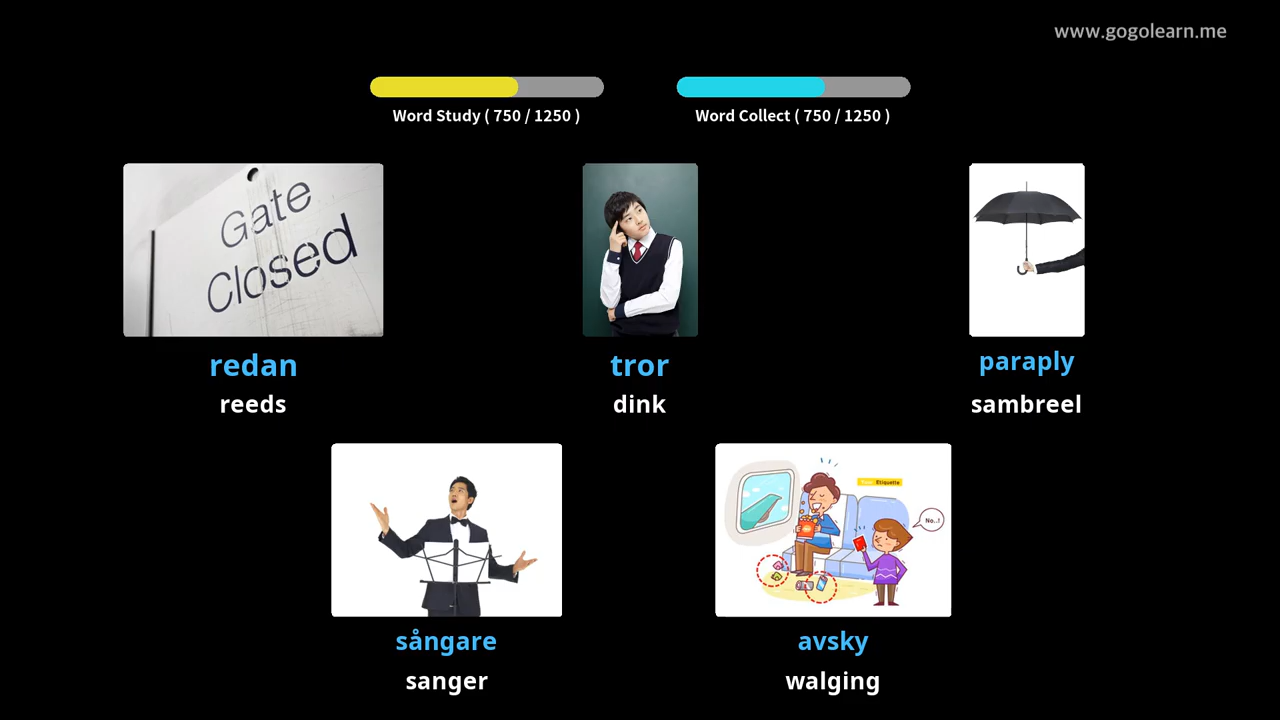 www.gogolearn.me
Word Study ( 750 / 1250 )
Word Collect ( 750 / 1250 )
Gate
Closed
redan
reeds
tror
dink
paraply
sambreel
Etiquette
No..!
sångare
sanger
avsky
walging